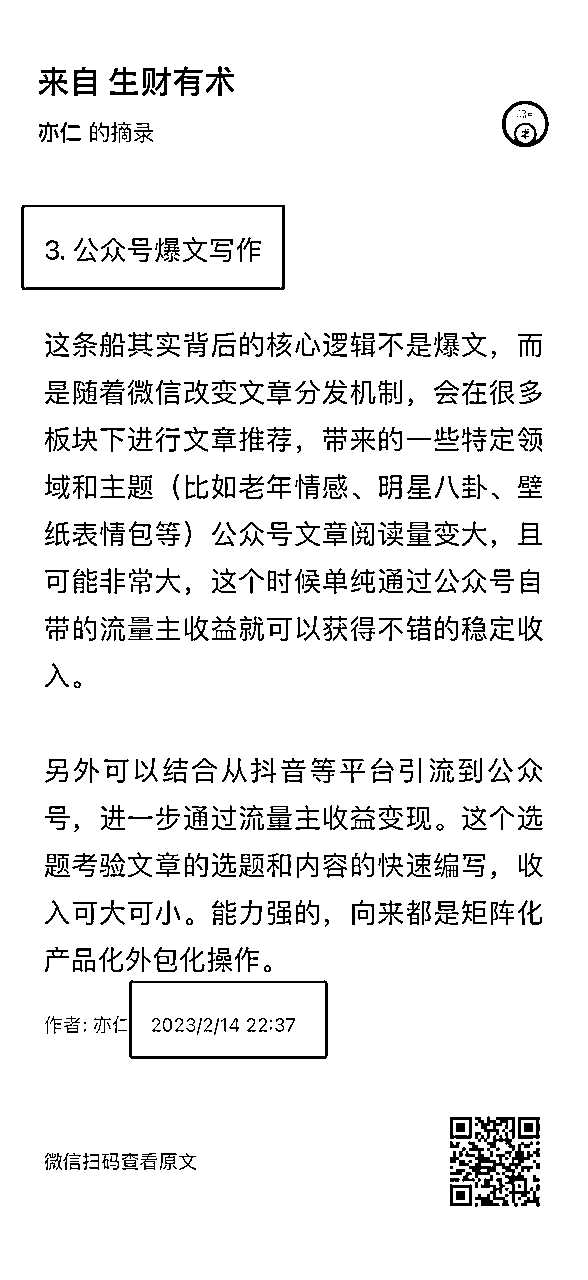 来自 生财有术
亦仁 的摘录
3. 公众号爆文写作
这条船其实背后的核心逻辑不是爆文，而
是随着微信改变文章分发机制，会在很多
板块下进行文章推荐，带来的一些特定领
域和主题（比如老年情感、明星八卦、壁
纸表情包等）公众号文章阅读量变大，且
可能非常大，这个时候单纯通过公众号自
带的流量主收益就可以获得不错的稳定收
入。
另外可以结合从抖音等平台引流到公众
号，进一步通过流量主收益变现。这个选
题考验文章的选题和内容的快速编写，收
入可大可小。能力强的，向来都是矩阵化
产品化外包化操作。
作者: 亦仁 2023/2/14 22:37
微信扫码查看原文